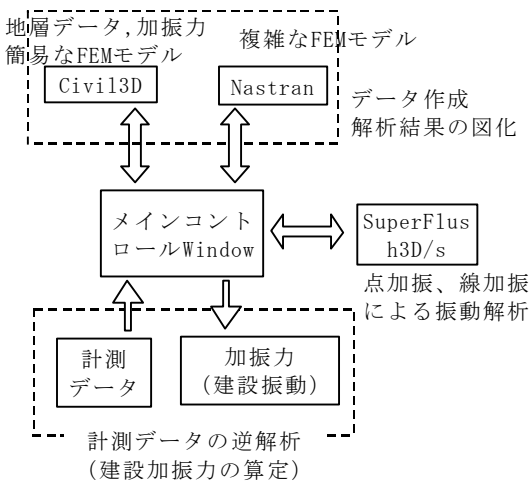 地層データ,加振力
簡易なFEMモデル
複雑なFEMモデル
Civil3D
Nastran
データ作成
解析結果の図化
メインコント
ロールWindow
SuperFlus
h3D/s
点加振、線加振
による振動解析
計測
データ
加振力
(建設振動)
計測データの逆解析
(建設加振力の算定)